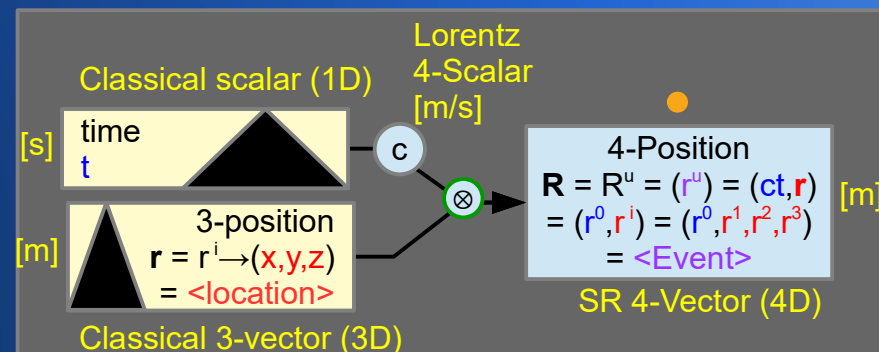 Classical scalar (1D)
[s]
time
t
Lorentz
4-Scalar
[m/s]
c
⊗
[m]
3-position
r = r^i→(x,y,z)
= <location>
Classical 3-vector (3D)
4-Position
R = R^u = (r^u) = (ct,r)
= (r^0,r^i) = (r^0,r^1,r^2,r^3)
= <Event>
[m]
SR 4-Vector (4D)